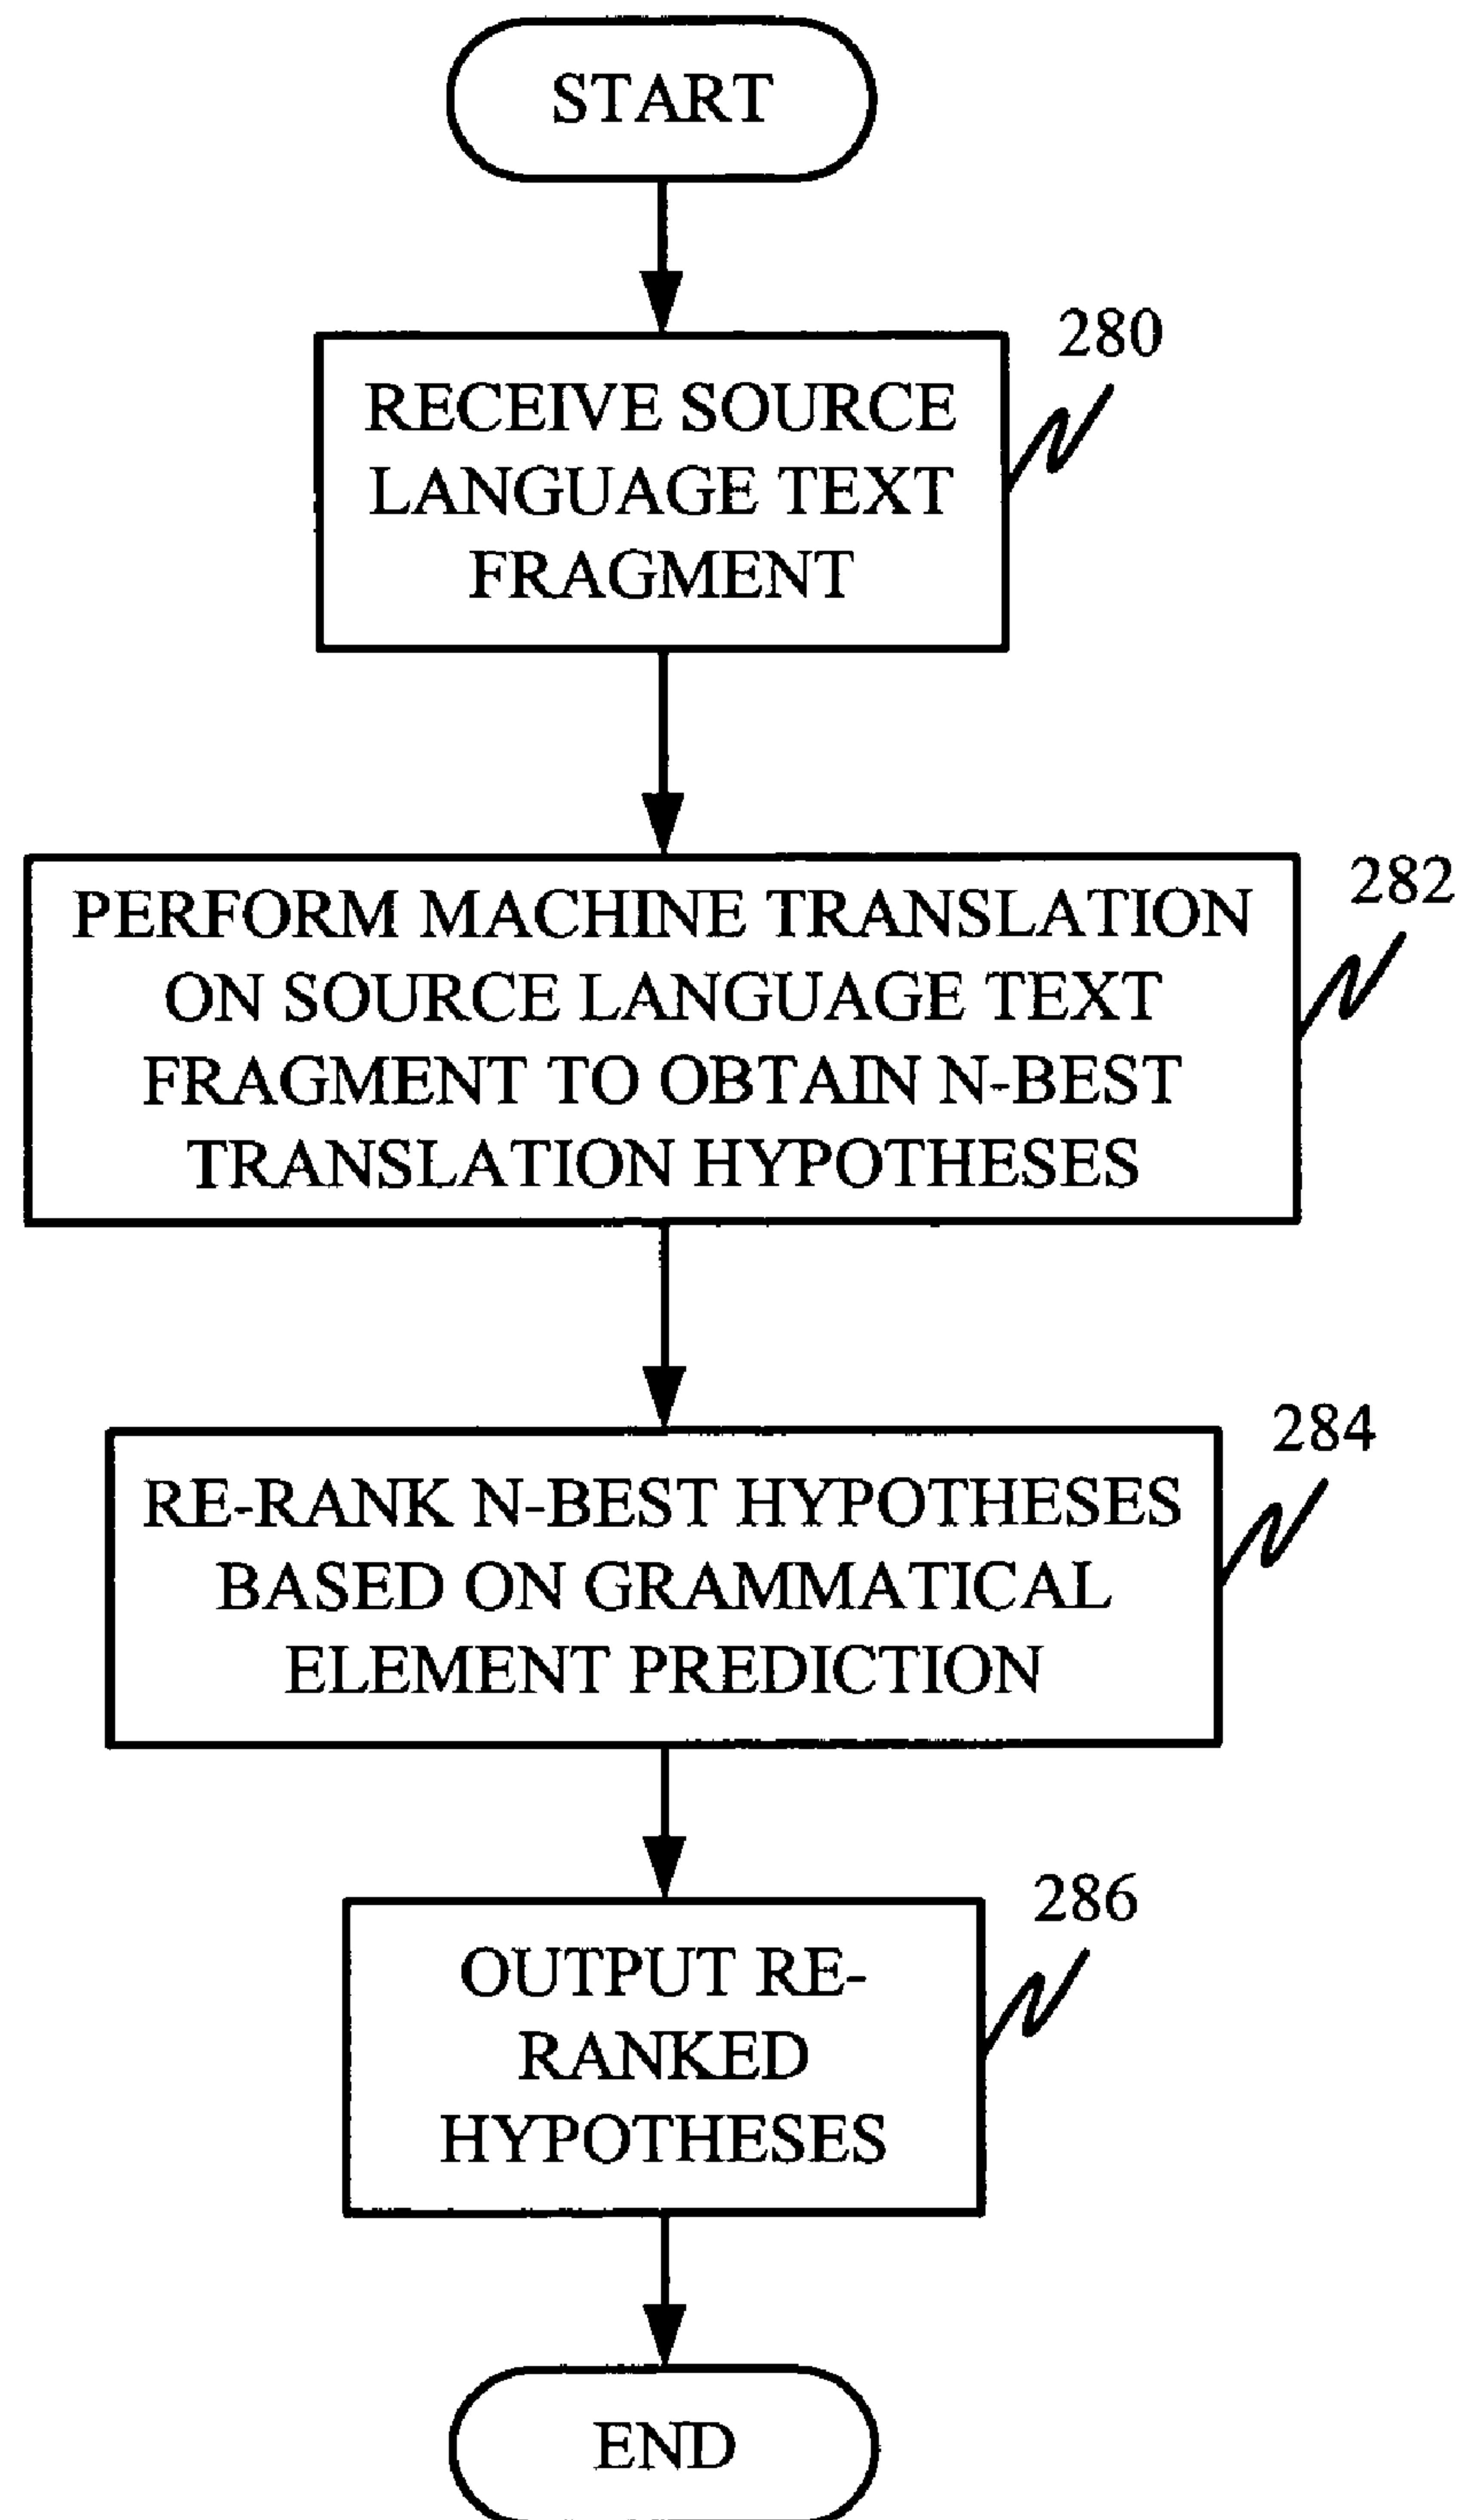 START
280
RECEIVE SOURCE
LANGUAGE TEXT
FRAGMENT
282
PERFORM MACHINE TRANSLATION
ON SOURCE LANGUAGE TEXT
FRAGMENT TO OBTAIN N-BEST
TRANSLATION HYPOTHESES
284
RE-RANK N-BEST HYPOTHESES
BASED ON GRAMMATICAL
ELEMENT PREDICTION
286
OUTPUT RE-
RANKED
HYPOTHESES
END